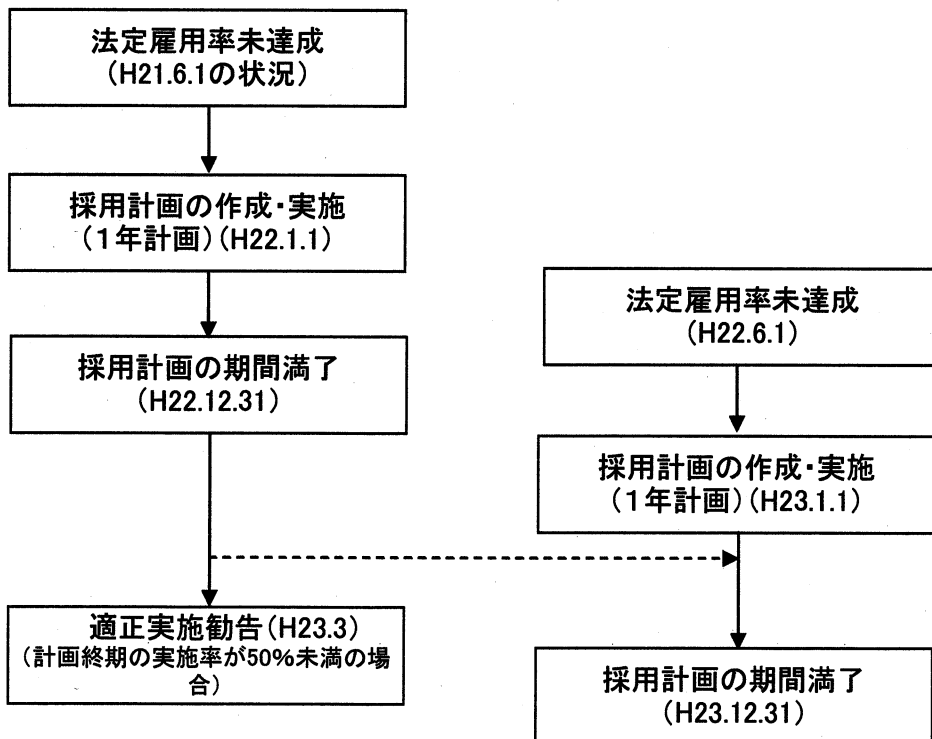 法定雇用率未達成
（H21.6.1の状況）
採用計画の作成・実施
（１年計画）（H22.1.1）
採用計画の期間満了
（H22.12.31）
適正実施勧告（H23.3）
（計画終期の実施率が50%未満の場
合）
法定雇用率未達成
（H22.6.1）
採用計画の作成・実施
（１年計画）（H23.1.1）
採用計画の期間満了
（H23.12.31）